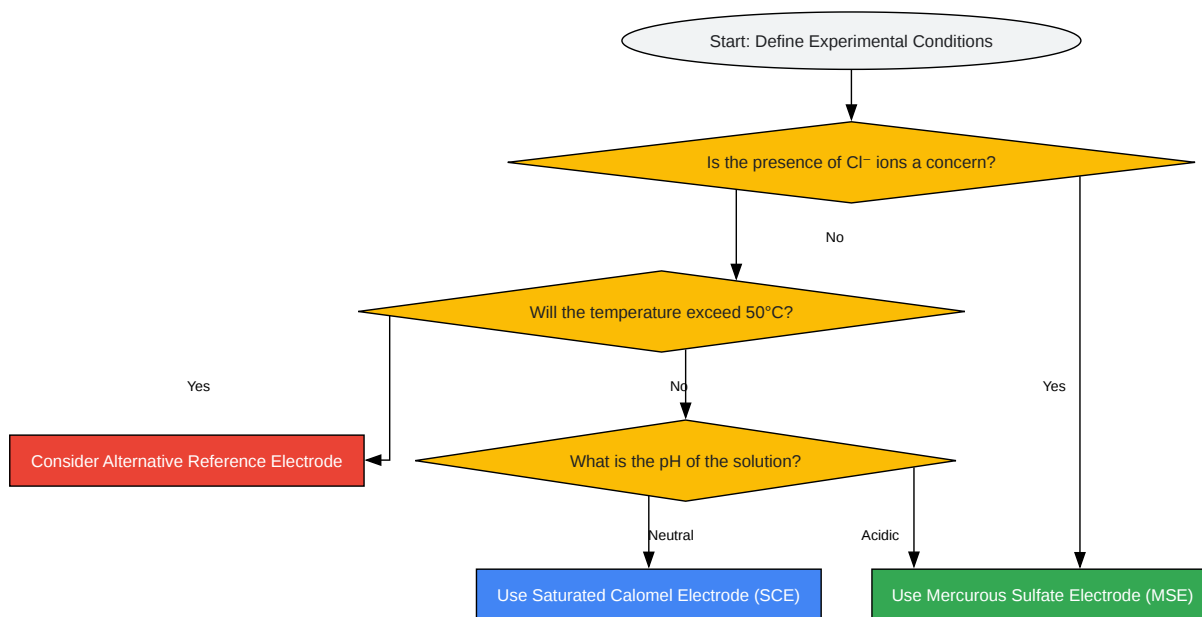 Start: Define Experimental Conditions
Is the presence of Cl⁻ ions a concern?
No
Will the temperature exceed 50°C?
Yes
No
Yes
Consider Alternative Reference Electrode
What is the pH of the solution?
Neutral
Acidic
Use Saturated Calomel Electrode (SCE)
Use Mercurous Sulfate Electrode (MSE)